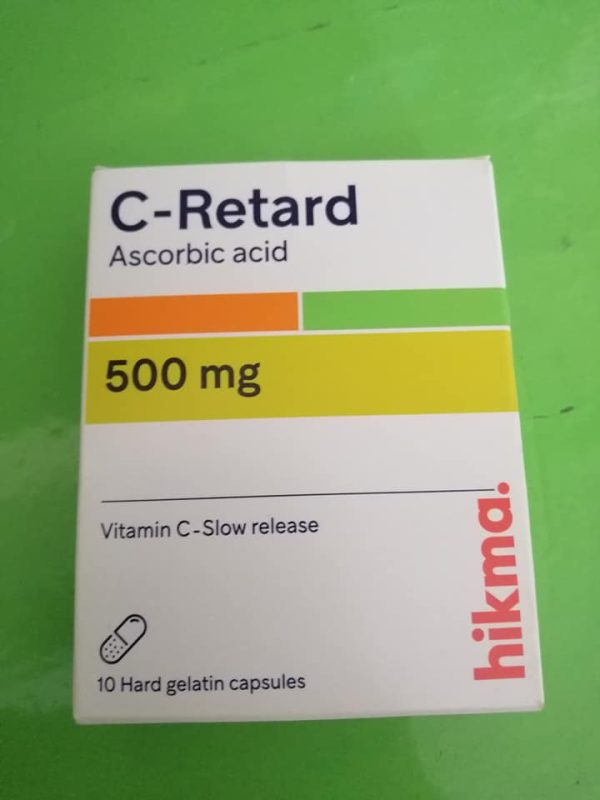 C-Retard
Ascorbic acid
500 mg
Vitamin C-Slow release
10 Hard gelatin capsules
hikma.